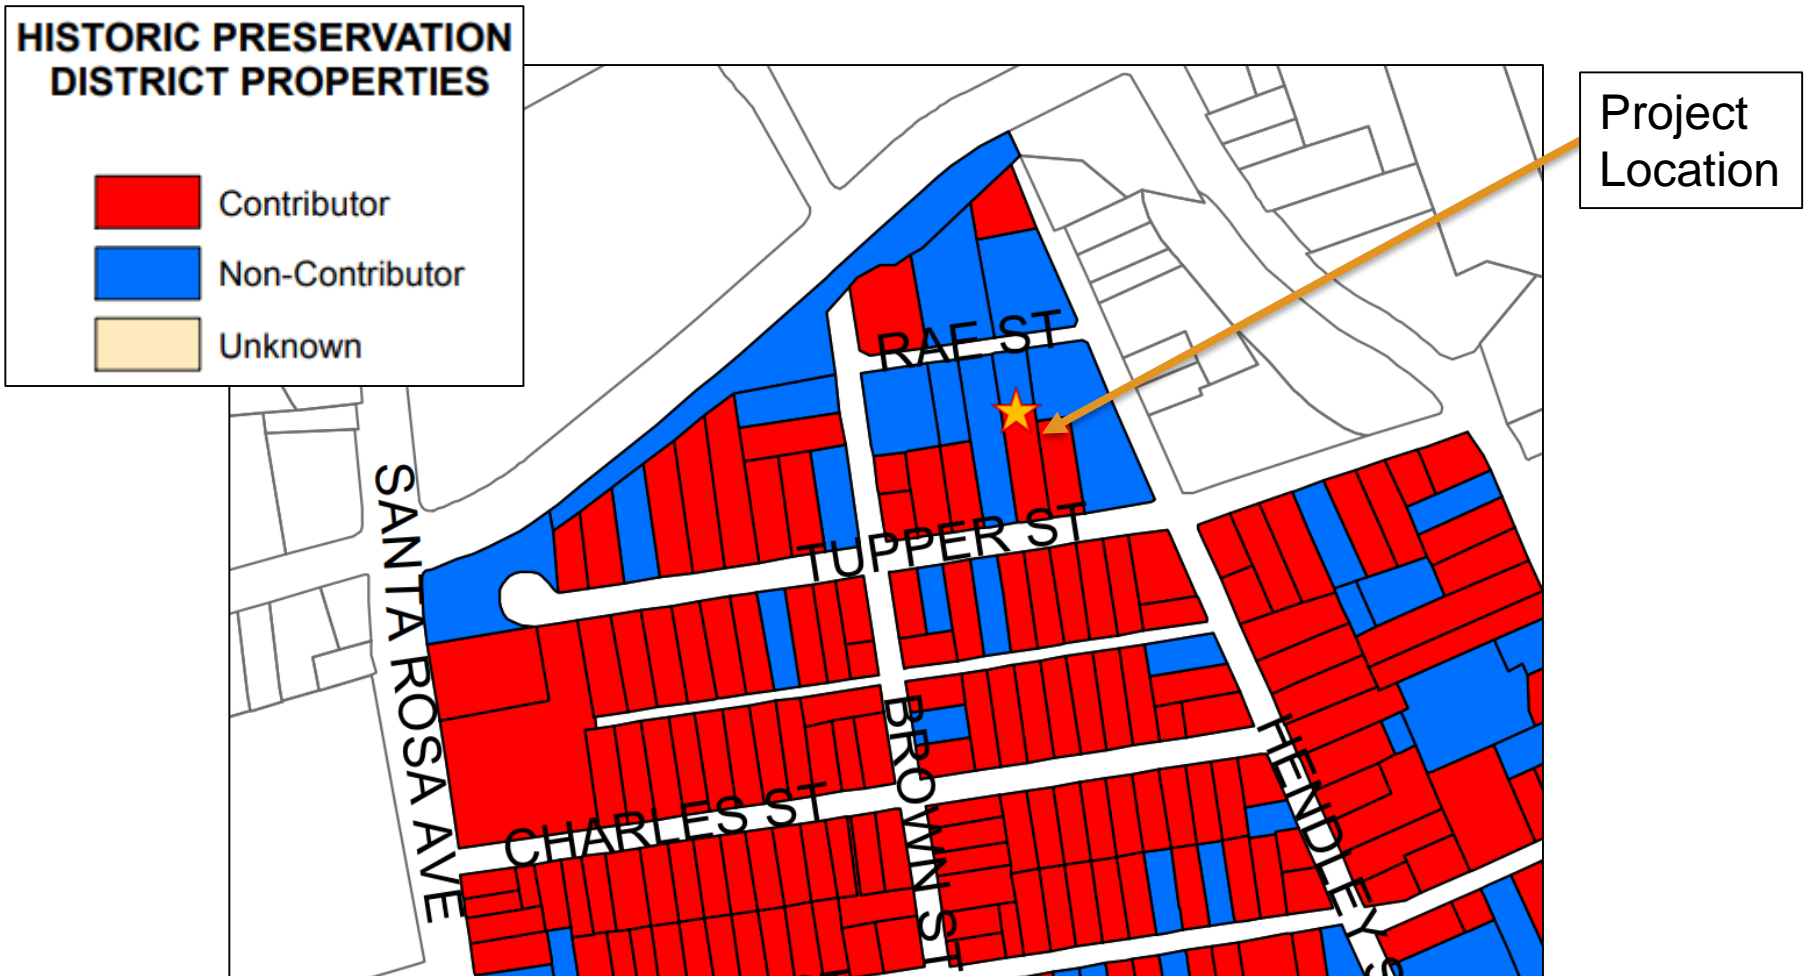 HISTORIC PRESERVATION
DISTRICT PROPERTIES
Contributor
Non-Contributor
Unknown
Project
Location
RAE ST
TUPPER ST
SANTA ROSA AVE
BROWN ST
CHARLES ST
HENDLEY S